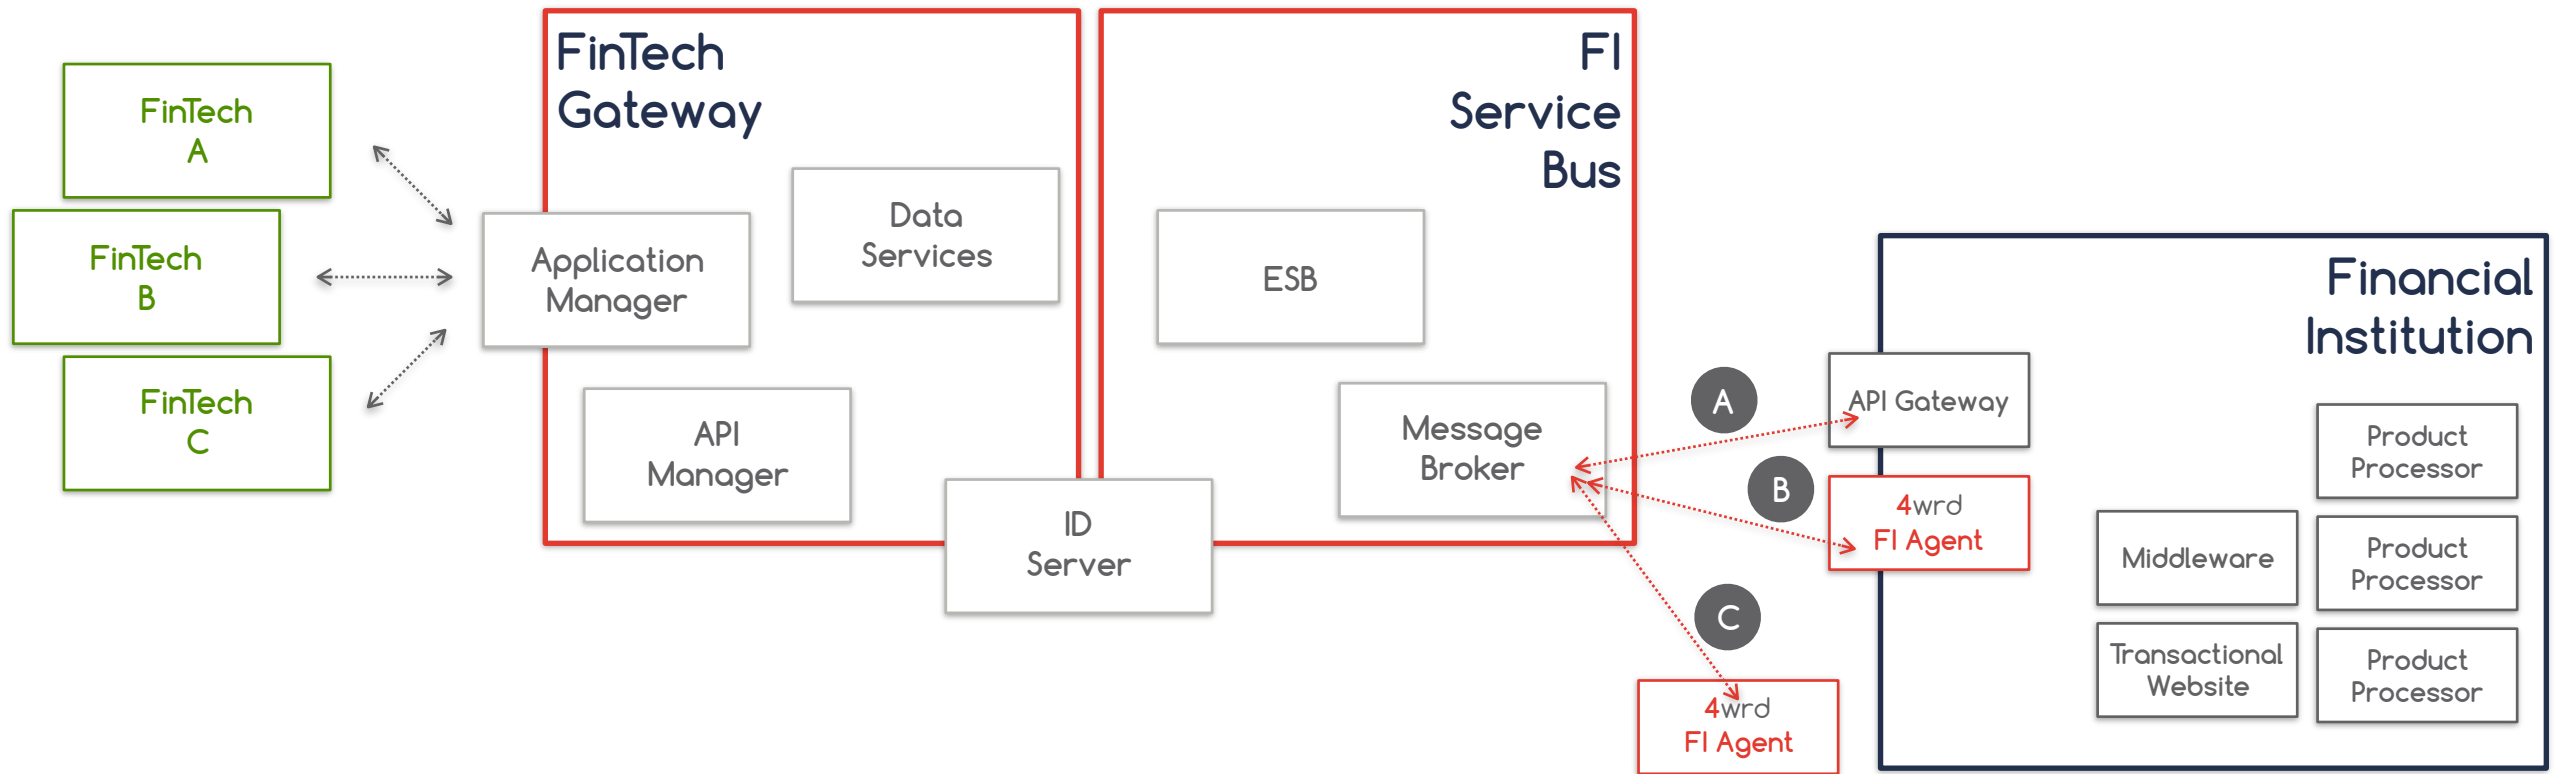 FinTech
A
FinTech
B
FinTech
C
FinTech
Gateway
Application
Manager
Data
Services
API
Manager
ID
Server
FI
Service
Bus
ESB
Message
Broker
A
B
C
4wrd
FI Agent
Financial
Institution
API Gateway
4wrd
FI Agent
Middleware
Transactional
Website
Product
Processor
Product
Processor
Product
Processor